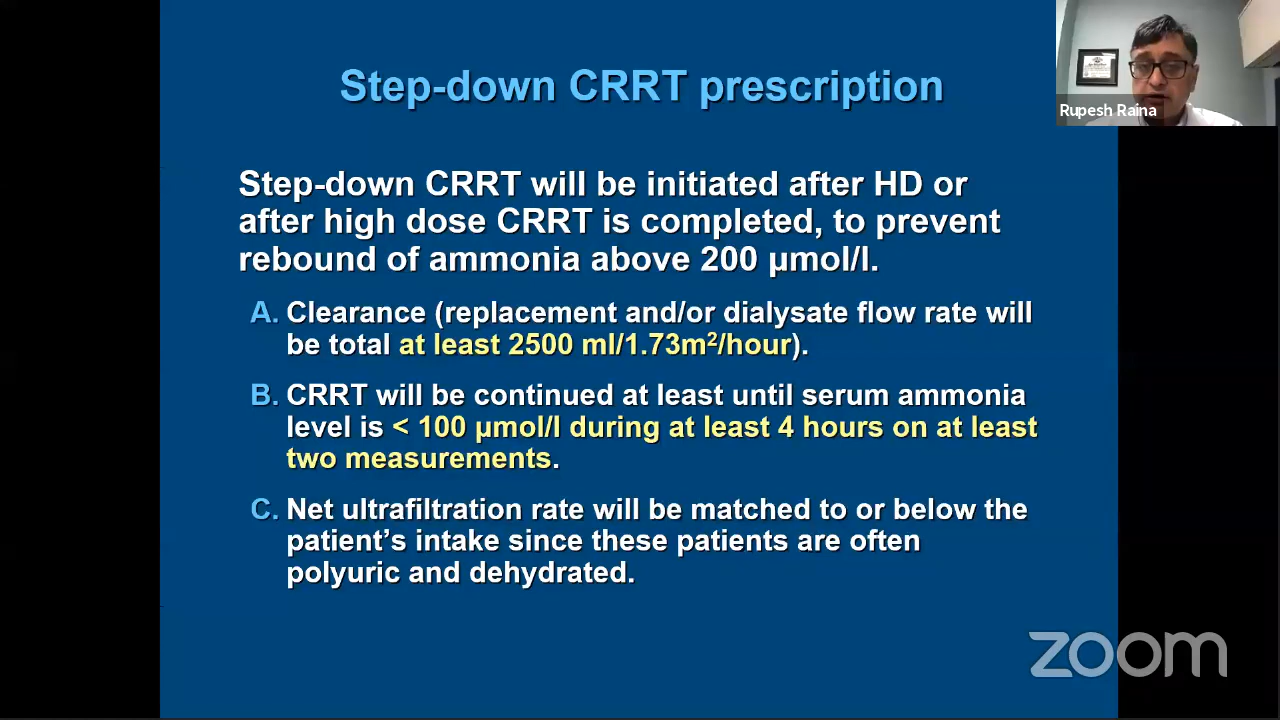 Step-down CRRT prescription
Rupesh Raina
Step-down CRRT will be initiated after HD or
after high dose CRRT is completed, to prevent
rebound of ammonia above 200 µmol/l.
A. Clearance (replacement and/or dialysate flow rate will
be total at least 2500 ml/1.73m²/hour).
B. CRRT will be continued at least until serum ammonia
level is < 100 µmol/l during at least 4 hours on at least
two measurements.
C. Net ultrafiltration rate will be matched to or below the
patient’s intake since these patients are often
polyuric and dehydrated.
zoom